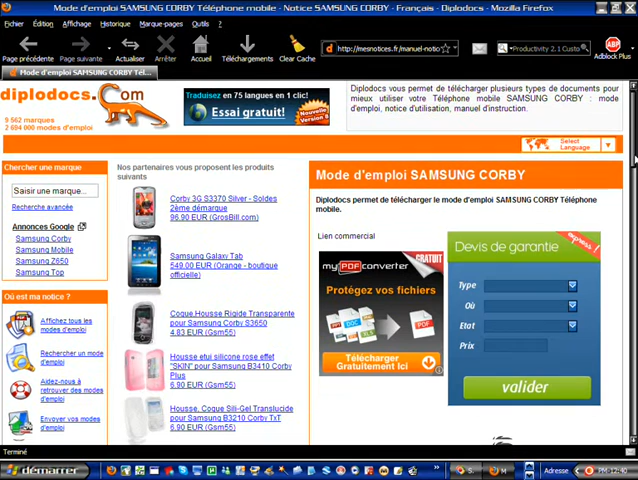 Mode d'emploi SAMSUNG CORBY Téléphone mobile - Notice SAMSUNG CORBY - Français - Diplodocs - Mozilla Firefox
Fichier Édition Affichage Historique Marque-pages Outils ?
Page précédente Page suivante Actualiser Arrêter Accueil Téléchargements Clear Cache Adblock Plus
http://mesnotices.fr/manuel-notic
Productivity 2.1 Custo
ABP
Mode d'emploi SAMSUNG CORBY Tél...
diplodocs.Com
9 562 marques
2 694 000 modes d'emploi
Traduisez en 75 langues en 1 clic!
Essai gratuit!
Nouvelle
Version 8
Diplodocs vous permet de télécharger plusieurs types de documents pour
mieux utiliser votre Téléphone mobile SAMSUNG CORBY : mode
d'emploi, notice d'utilisation, manuel d'instruction.
Select
Language
Chercher une marque
Saisir une marque...
Recherche avancée
Annonces Google
Samsung Corby
Samsung Mobile
Samsung Z650
Samsung Top
Où est ma notice ?
Affichez tous les
modes d'emploi
Rechercher un mode
d'emploi
Aidez-nous à
retrouver des modes
d'emploi
Envoyer vos modes
d'emploi
Nos partenaires vous proposent les produits
suivants
Corby 3G S3370 Silver - Soldes
2ème démarque
96.90 EUR (GrosBill.com)
Samsung Galaxy Tab
549.00 EUR (Orange - boutique
officielle)
Coque Housse Rigide Transparente
pour Samsung Corby S3650
4.83 EUR (Gsm55)
Housse etui silicone rose effet
"SKIN" pour Samsung B3410 Corby
Plus
6.90 EUR (Gsm55)
Housse, Coque Sili-Gel Translucide
pour Samsung B3210 Corby TxT
6.90 EUR (Gsm55)
Mode d'emploi SAMSUNG CORBY
Diplodocs permet de télécharger le mode d'emploi SAMSUNG CORBY Téléphone
mobile.
Lien commercial
my PDF converter
GRATUIT
Protégez vos fichiers
PDF
Télécharger
Gratuitement Ici
Devis de garantie
express !
Type
Où
Etat
Prix
valider
Terminé
démarrer
Adresse